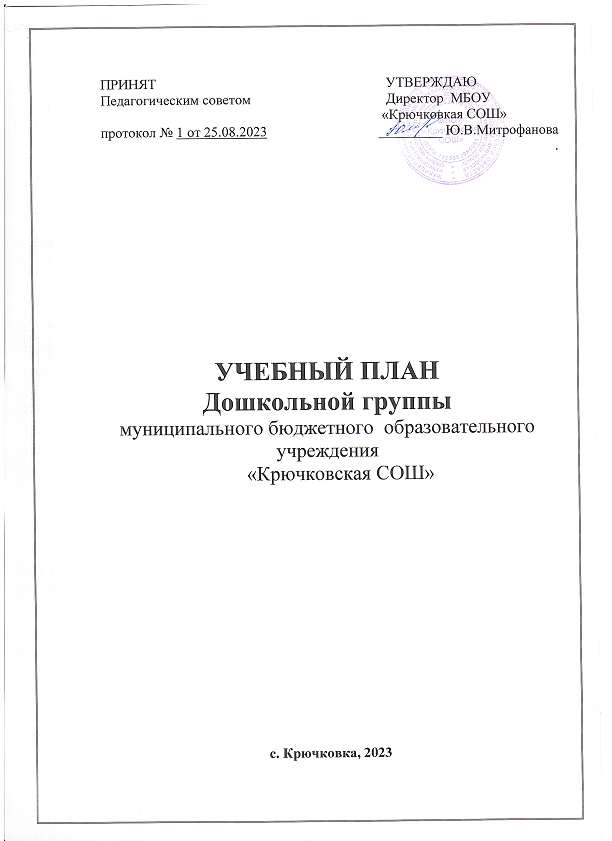 ПРИНЯТ
Педагогическим советом
протокол № 1 от 25.08.2023
УТВЕРЖДАЮ
Директор МБОУ
«Крючковкая СОШ»
Ю.В.Митрофанова
.
УЧЕБНЫЙ ПЛАН
Дошкольной группы
муниципального бюджетного образовательного
учреждения
«Крючковская СОШ»
с. Крючковка, 2023